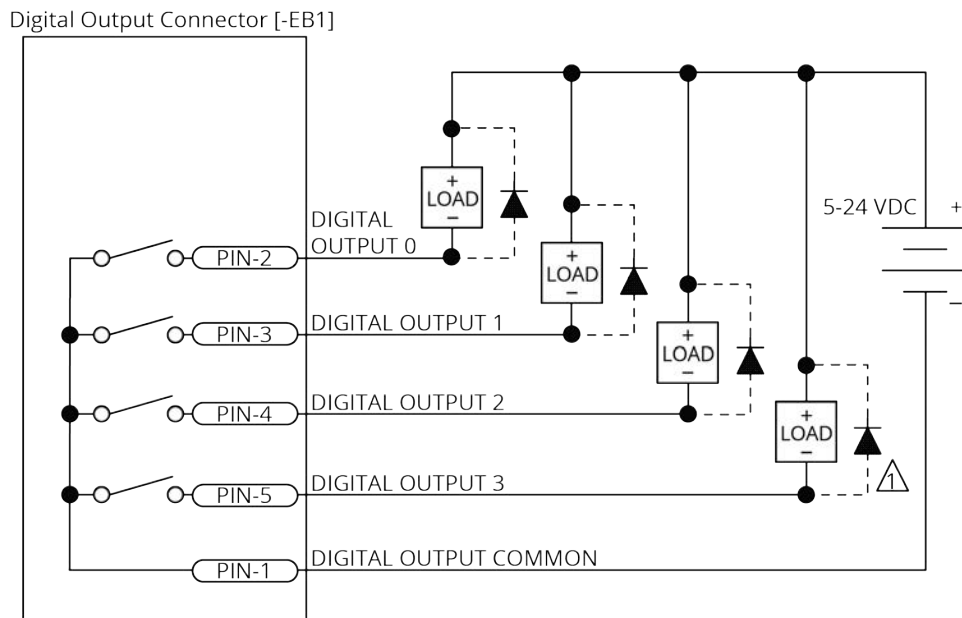 Digital Output Connector [-EB1]
+
LOAD
–
DIGITAL
OUTPUT 0
PIN-2
+
LOAD
–
5-24 VDC
+
–
DIGITAL OUTPUT 1
PIN-3
+
LOAD
–
DIGITAL OUTPUT 2
PIN-4
+
LOAD
–
1
DIGITAL OUTPUT 3
PIN-5
DIGITAL OUTPUT COMMON
PIN-1